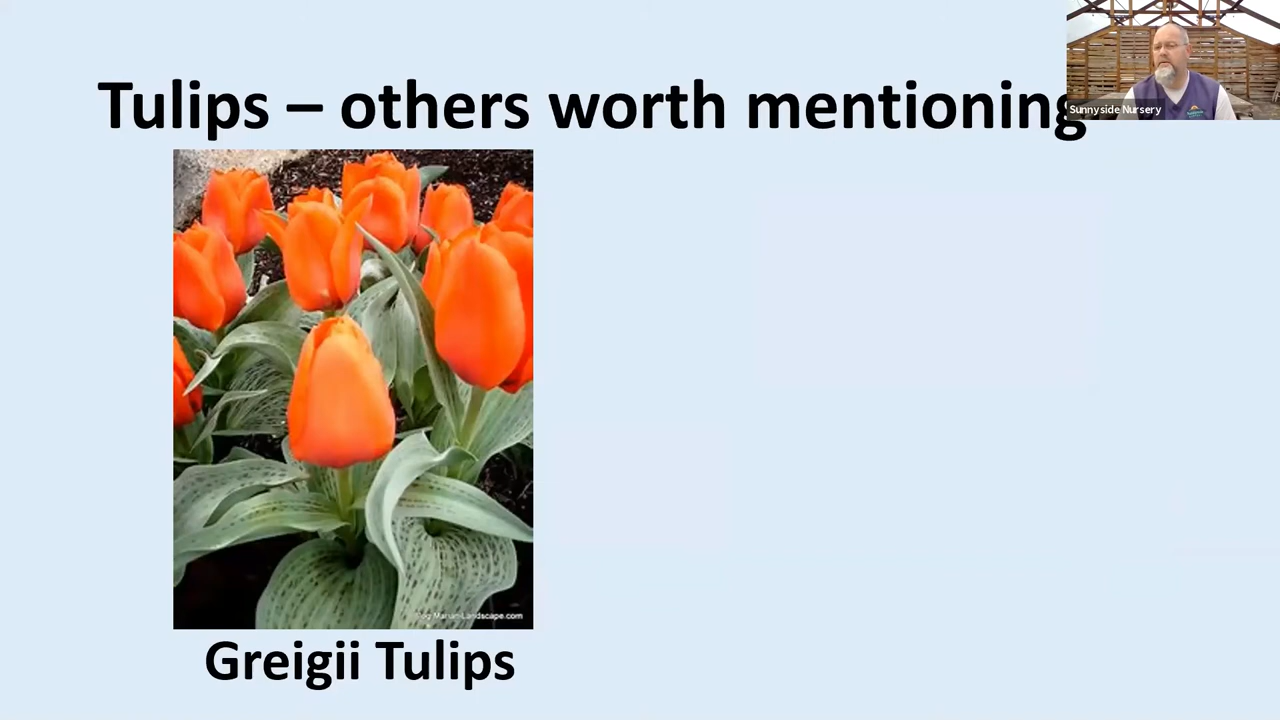 Tulips – others worth mentioning
Sunnyside Nursery
Greigii Tulips